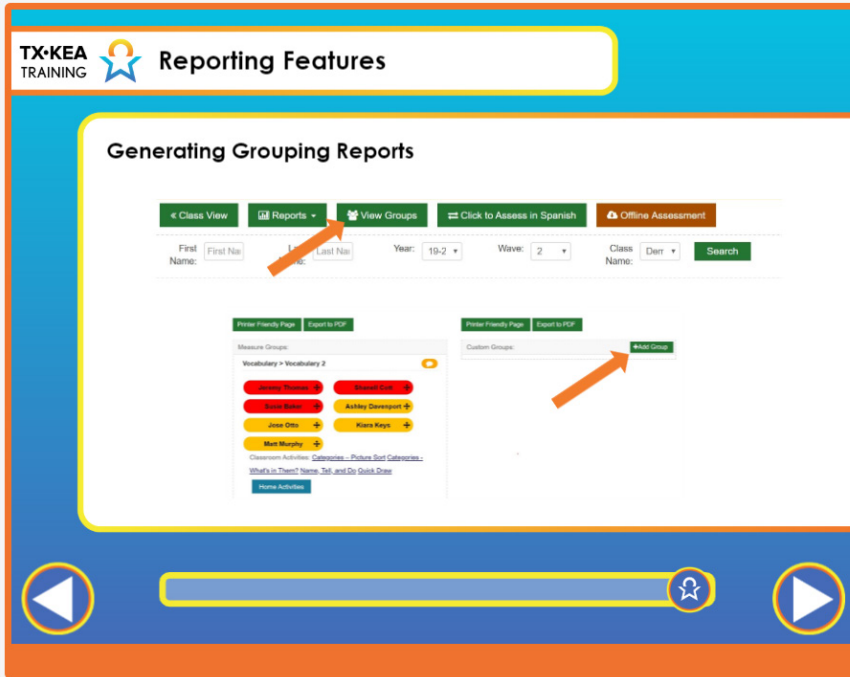 TX·KEA
TRAINING
Reporting Features
Generating Grouping Reports
« Class View
Reports
View Groups
Click to Assess in Spanish
Offline Assessment
First Name:
First Na
Name:
Last Na
Year:
19-2
Wave:
2
Class Name:
Dem
Search
Printer Friendly Page
Export to PDF
Printer Friendly Page
Export to PDF
Measure Groups:
Custom Groups:
+Add Group
Vocabulary > Vocabulary 2
Jeremy Thomas
Cott
Baker
Ashley Davenport
Jose Otto
Kiara Keys
Matt Murphy
Classroom Activities: Categories – Picture Sort Categories -
What's in Them? Name, Tell, and Do Quick Draw
Home Activities